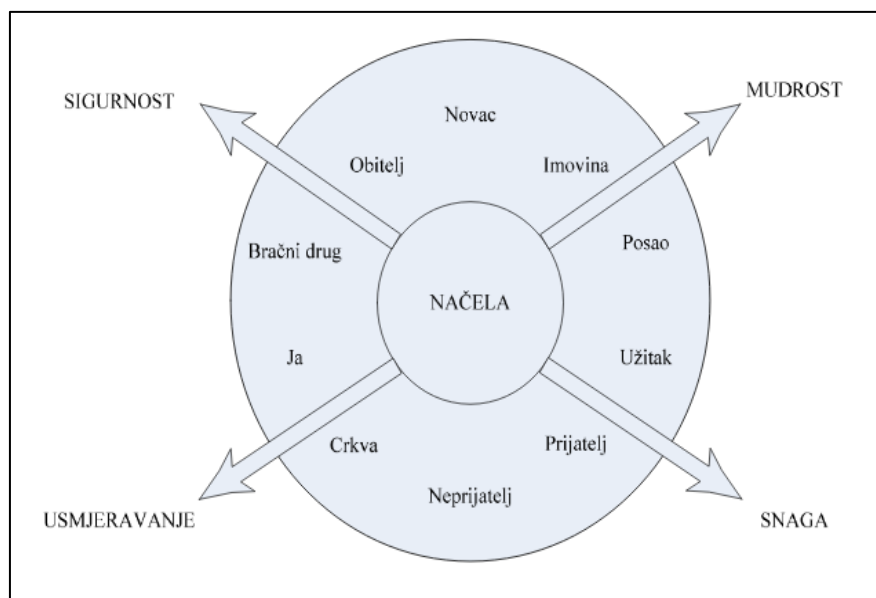 MUDROST
SIGURNOST
Novac
Obitelj
Imovina
Bračni drug
Posao
NAČELA
Ja
Užitak
Crkva
Prijatelj
Neprijatelj
USMJERAVANJE
SNAGA